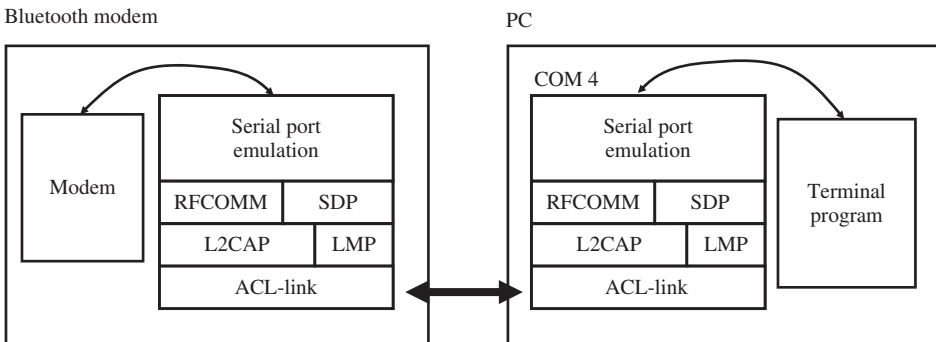 Bluetooth modem
Modem
Serial port
emulation
RFCOMM
SDP
L2CAP
LMP
ACL-link
PC
COM 4
Serial port
emulation
RFCOMM
SDP
L2CAP
LMP
ACL-link
Terminal
program